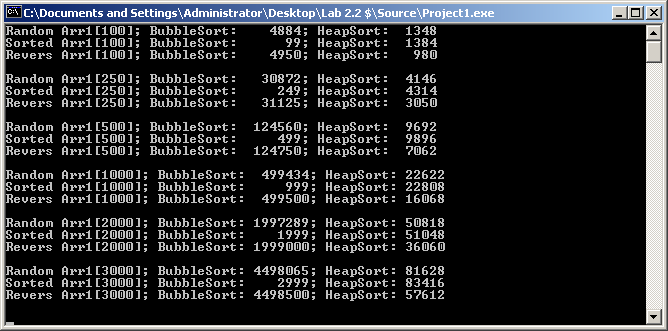 C:\Documents and Settings\Administrator\Desktop\Lab 2.2 $\Source\Project1.exe
Random Arr1[100]; BubbleSort:    4884; HeapSort:  1348
Sorted Arr1[100]; BubbleSort:      99; HeapSort:  1384
Revers Arr1[100]; BubbleSort:    4950; HeapSort:   980
Random Arr1[250]; BubbleSort:   30872; HeapSort:  4146
Sorted Arr1[250]; BubbleSort:     249; HeapSort:  4314
Revers Arr1[250]; BubbleSort:   31125; HeapSort:  3050
Random Arr1[500]; BubbleSort:  124560; HeapSort:  9692
Sorted Arr1[500]; BubbleSort:     499; HeapSort:  9896
Revers Arr1[500]; BubbleSort:  124750; HeapSort:  7062
Random Arr1[1000]; BubbleSort:  499434; HeapSort: 22622
Sorted Arr1[1000]; BubbleSort:     999; HeapSort: 22808
Revers Arr1[1000]; BubbleSort:  499500; HeapSort: 16068
Random Arr1[2000]; BubbleSort: 1997289; HeapSort: 50818
Sorted Arr1[2000]; BubbleSort:    1999; HeapSort: 51048
Revers Arr1[2000]; BubbleSort: 1999000; HeapSort: 36060
Random Arr1[3000]; BubbleSort: 4498065; HeapSort: 81628
Sorted Arr1[3000]; BubbleSort:    2999; HeapSort: 83416
Revers Arr1[3000]; BubbleSort: 4498500; HeapSort: 57612